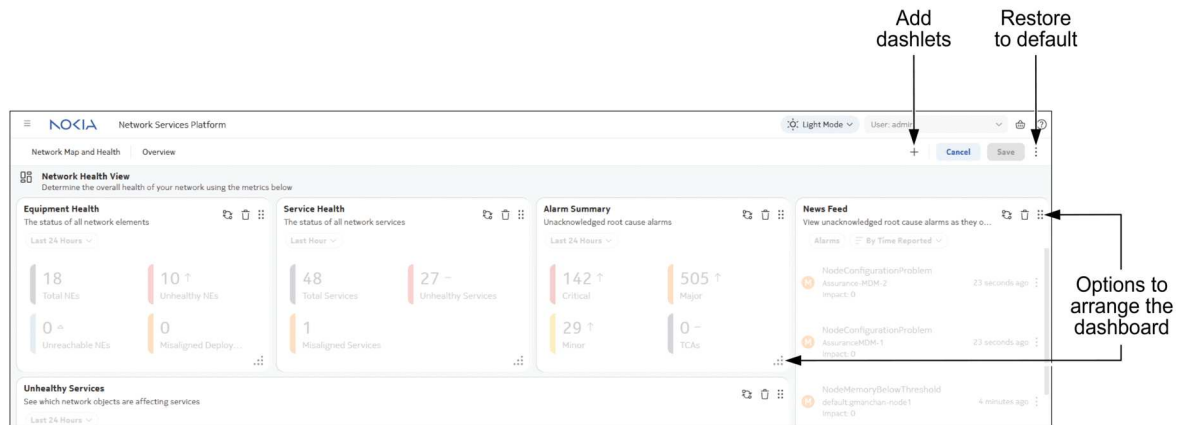 Add
dashlets
Restore
to default
NOKIA Network Services Platform
Light Mode User: admin
Network Map and Health Overview
+ Cancel Save
Network Health View
Determine the overall health of your network using the metrics below
Equipment Health
The status of all network elements
Last 24 Hours
18
Total NEs
10
Unhealthy NEs
0
Unreachable NEs
0
Misaligned Deploy...
Service Health
The status of all network services
Last Hour
48
Total Services
27 –
Unhealthy Services
1
Misaligned Services
Alarm Summary
Unacknowledged root cause alarms
Last 24 Hours
142 ↑
Critical
505 ↑
Major
29 ↑
Minor
0 –
TCAs
News Feed
View unacknowledged root cause alarms as they o...
Alarms By Time Reported
M NodeConfigurationProblem
Assurance-MDM-2 23 seconds ago
Impact: 0
M NodeConfigurationProblem
AssuranceMDM-1 23 seconds ago
Impact: 0
M NodeMemoryBelowThreshold
default:gmanchan-node1 4 minutes ago
Impact: 0
Options to
arrange the
dashboard
Unhealthy Services
See which network objects are affecting services
Last 24 Hours